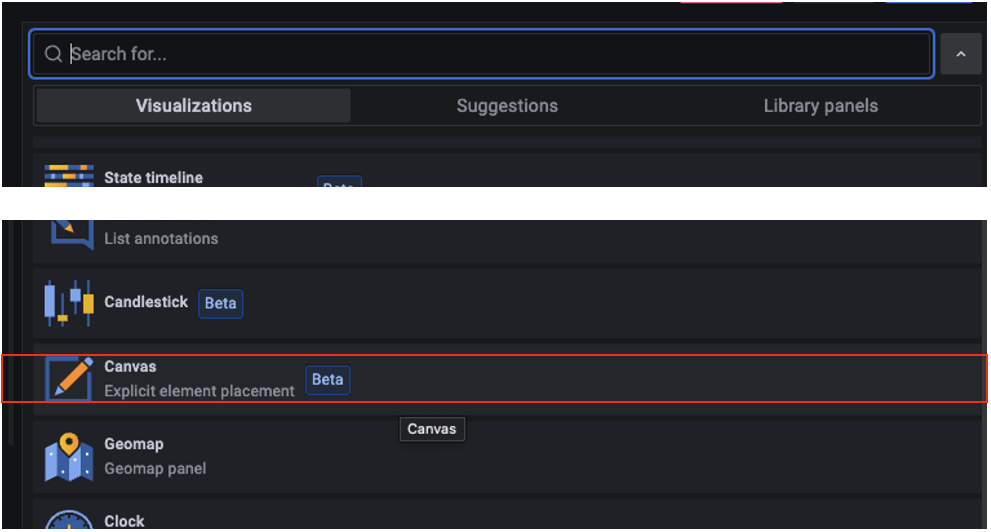 Search for...
Visualizations
Suggestions
Library panels
State timeline
Beta
List annotations
Candlestick
Beta
Canvas
Explicit element placement
Beta
Canvas
Geomap
Geomap panel
Clock